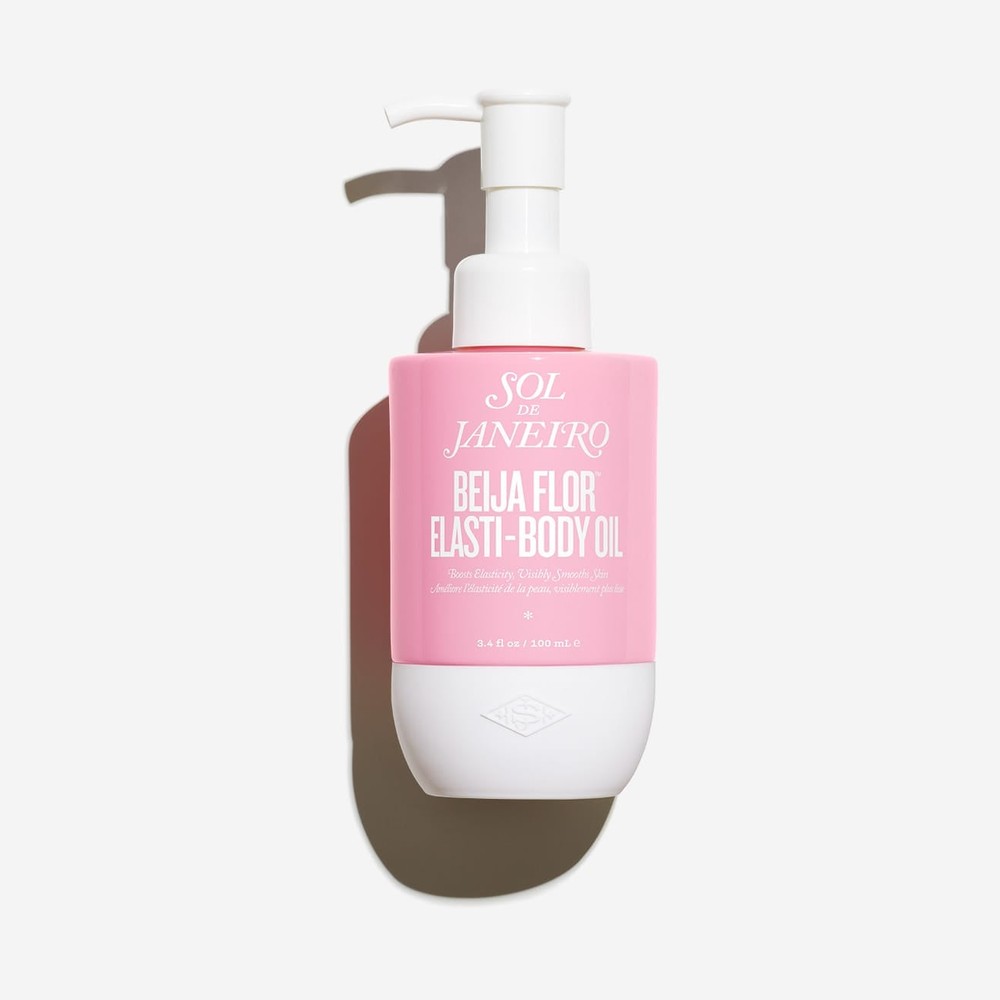 SOL
DE
JANEIRO
BEIJA FLOR™
ELASTI-BODY OIL
Boosts Elasticity, Visibly Smooths Skin
Améliore l'élasticité de la peau, visiblement plus lisse
*
3.4 fl oz / 100 mL ℮
S